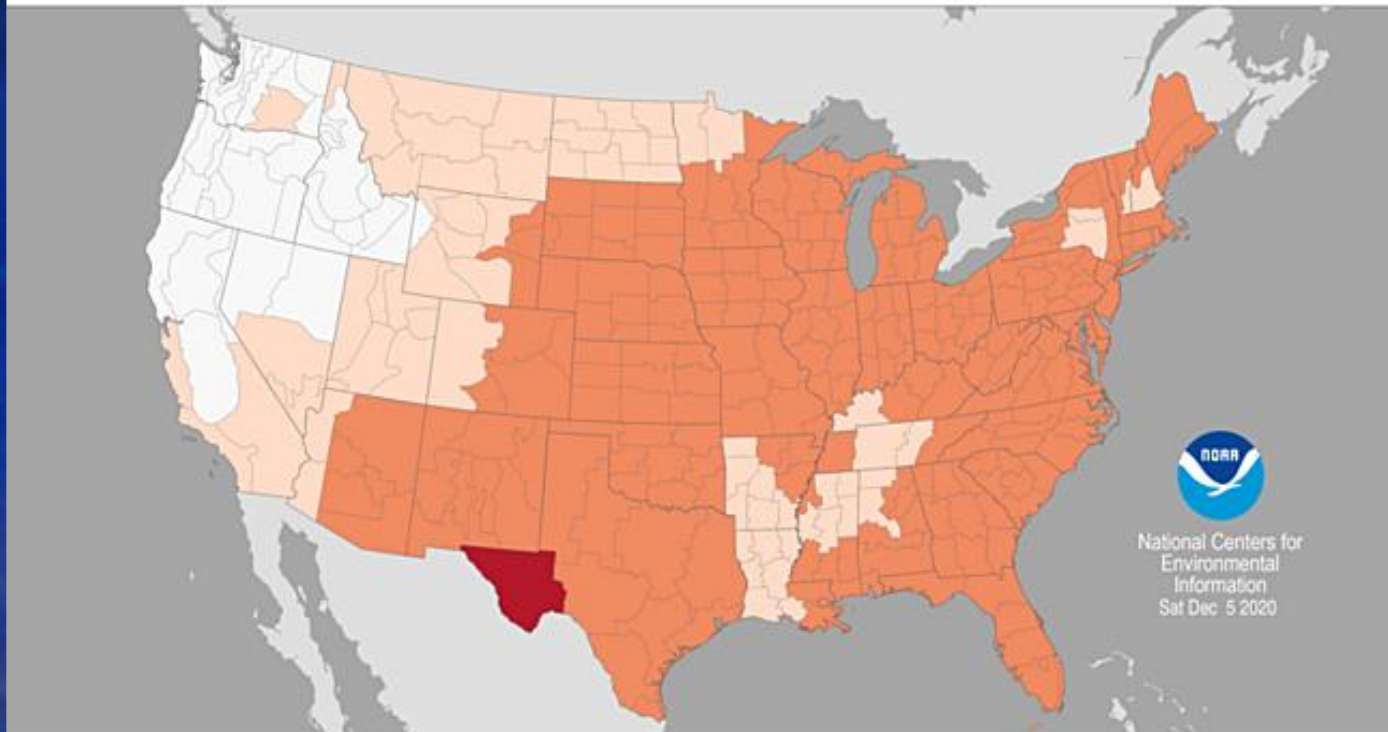 NOAA
National Centers for
Environmental
Information
Sat Dec 5 2020